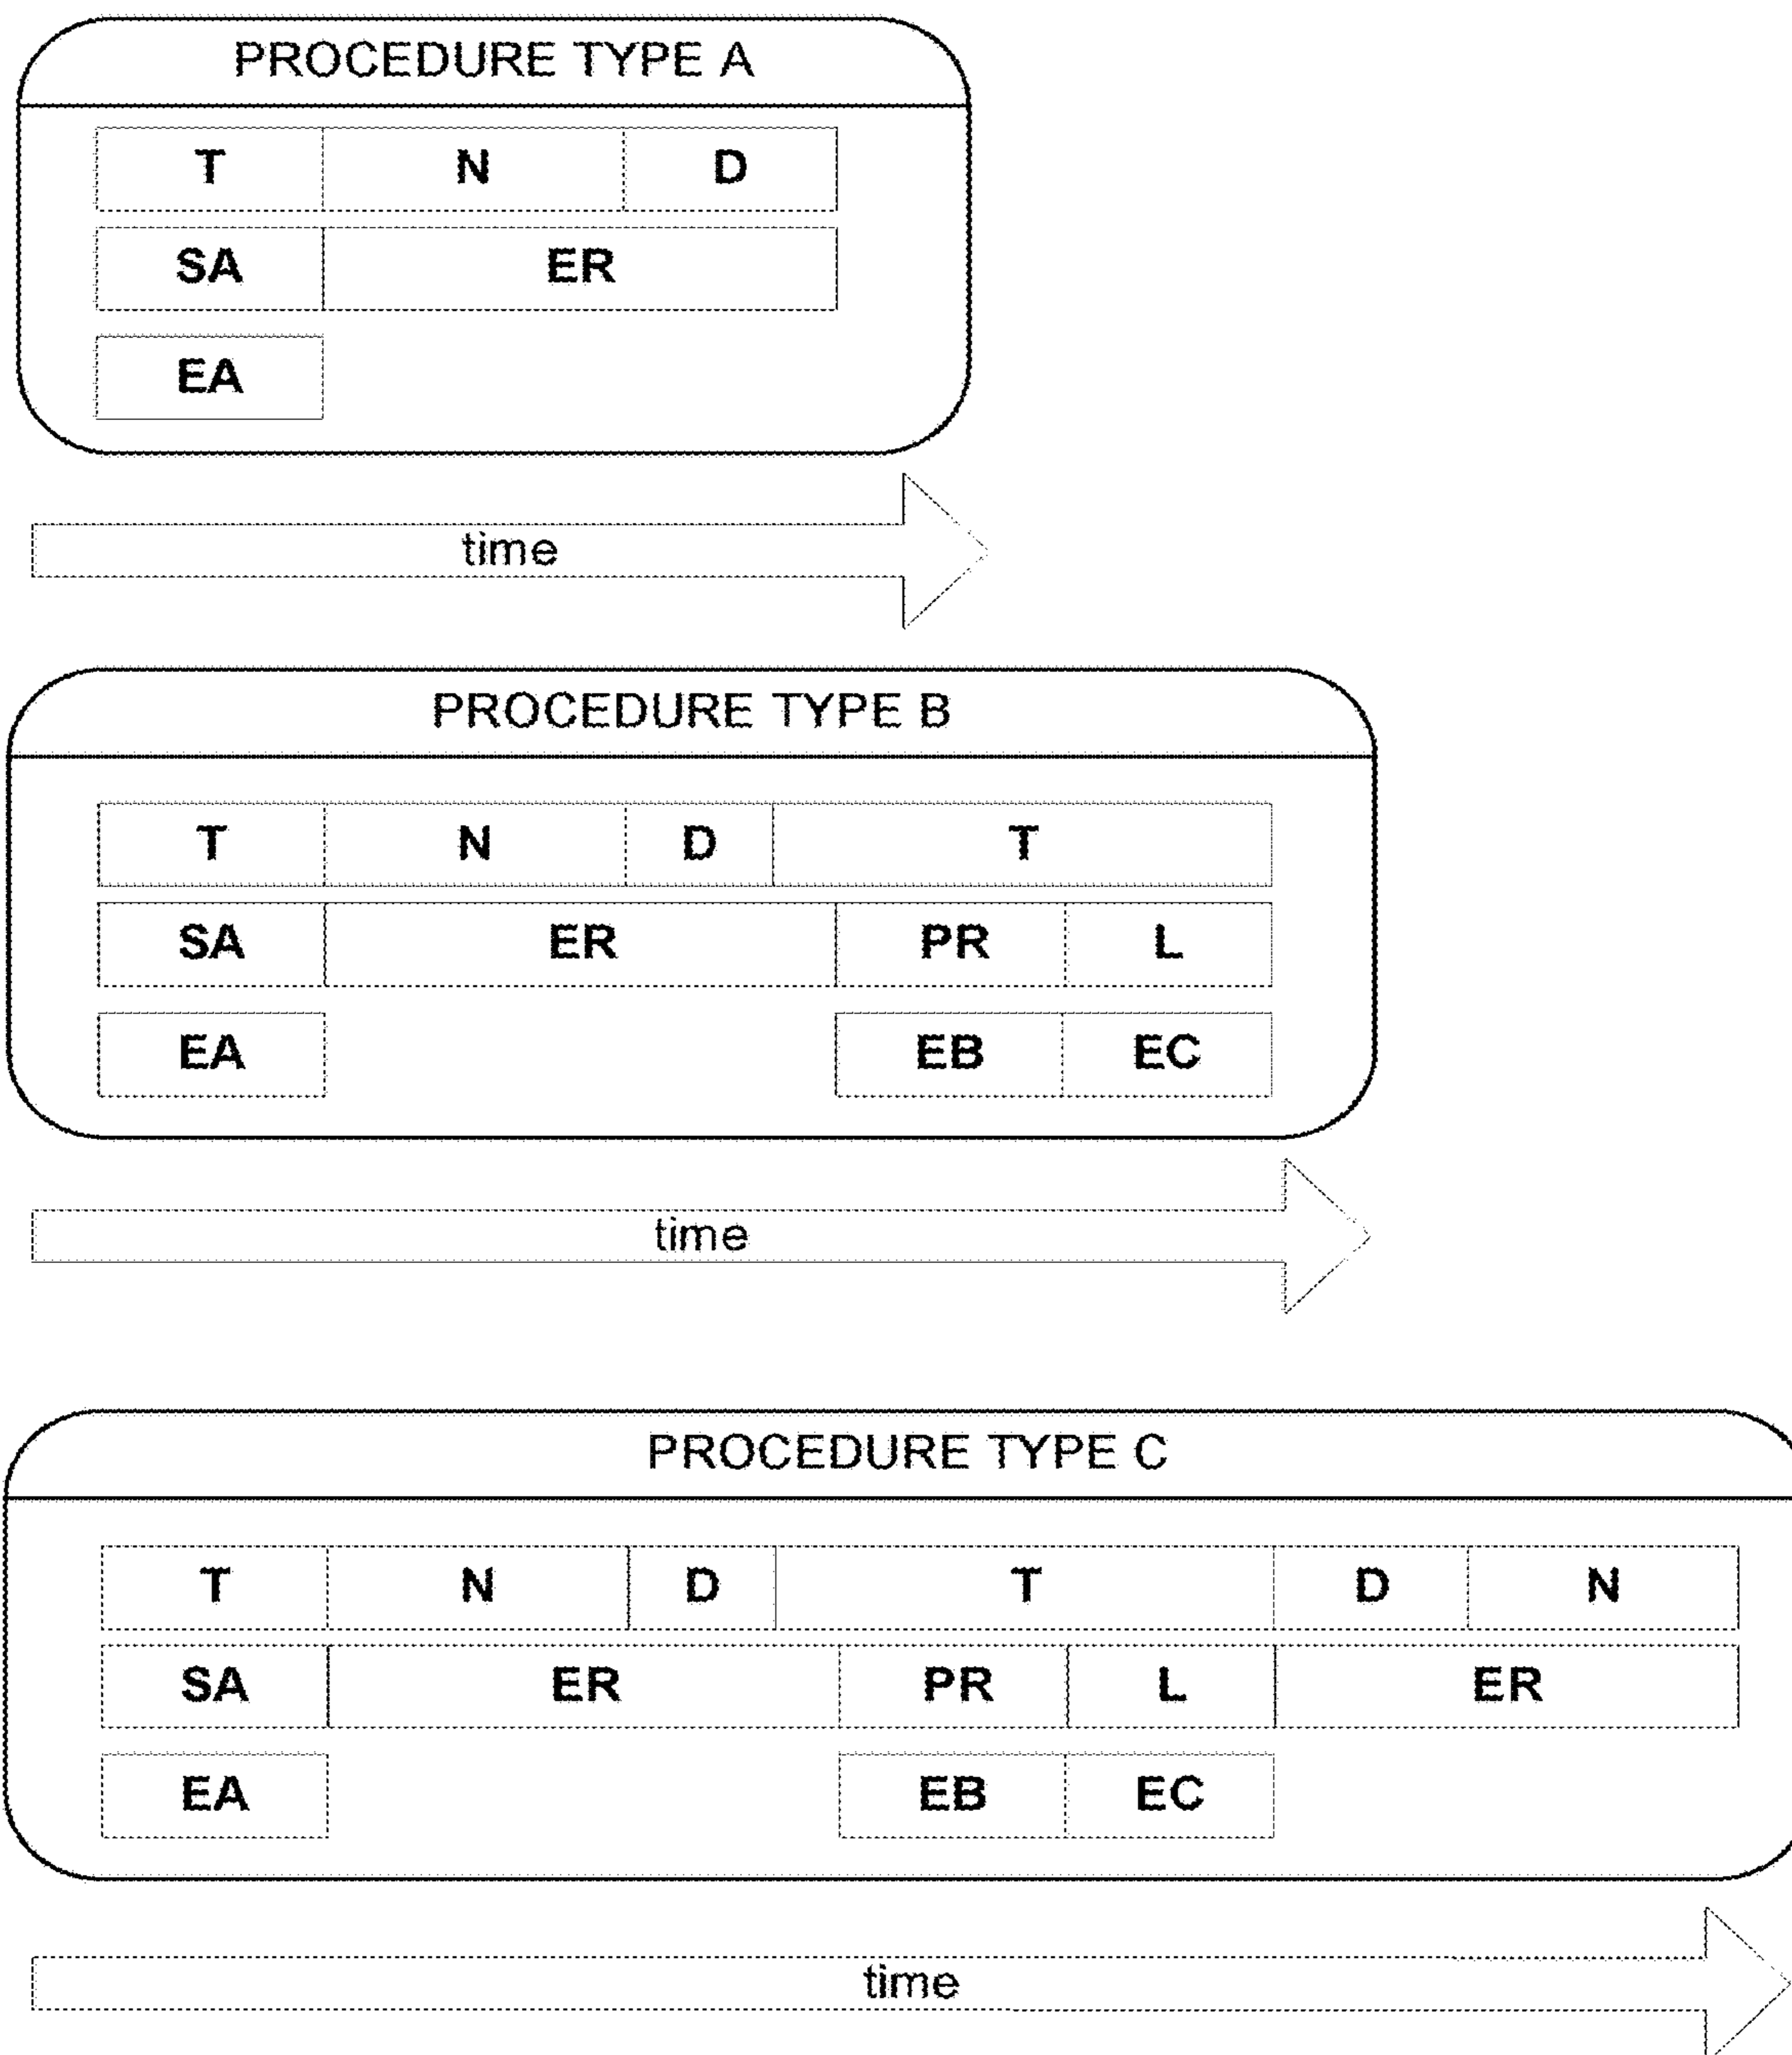 PROCEDURE TYPE A
T N D
SA ER
EA
time
PROCEDURE TYPE B
T N D T
SA ER PR L
EA EB EC
time
PROCEDURE TYPE C
T N D T D N
SA ER PR L ER
EA EB EC
time